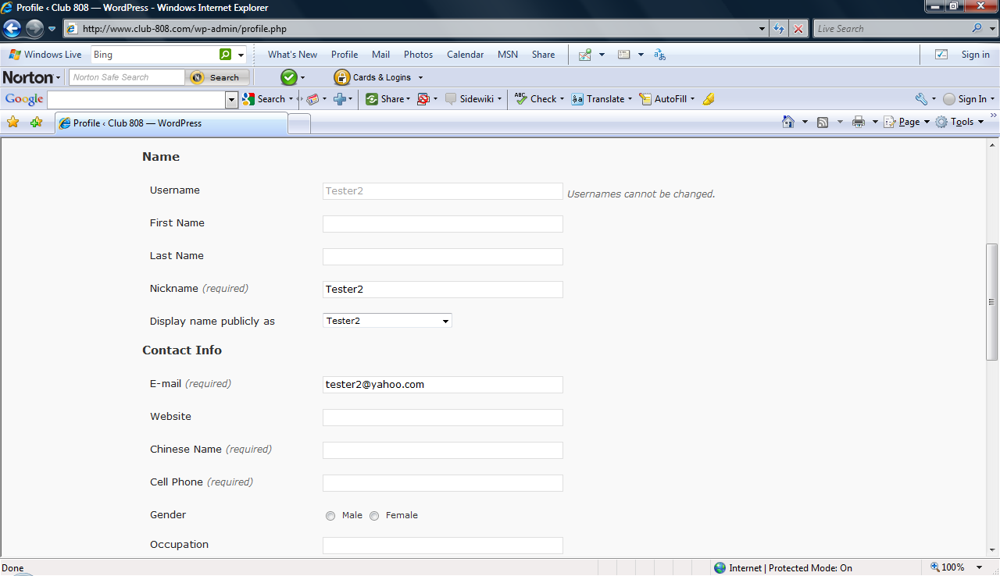 Profile ‹ Club 808 — WordPress - Windows Internet Explorer
http://www.club-808.com/wp-admin/profile.php
Live Search
Windows Live Bing What's New Profile Mail Photos Calendar MSN Share Sign in
Norton Norton Safe Search Search Cards & Logins
Google Search Share Sidewiki ABC Check Translate AutoFill Sign In
Profile ‹ Club 808 — WordPress Page Tools
Name
Username Tester2 Usernames cannot be changed.
First Name
Last Name
Nickname (required) Tester2
Display name publicly as Tester2
Contact Info
E-mail (required) tester2@yahoo.com
Website
Chinese Name (required)
Cell Phone (required)
Gender Male Female
Occupation
Done Internet | Protected Mode: On 100%